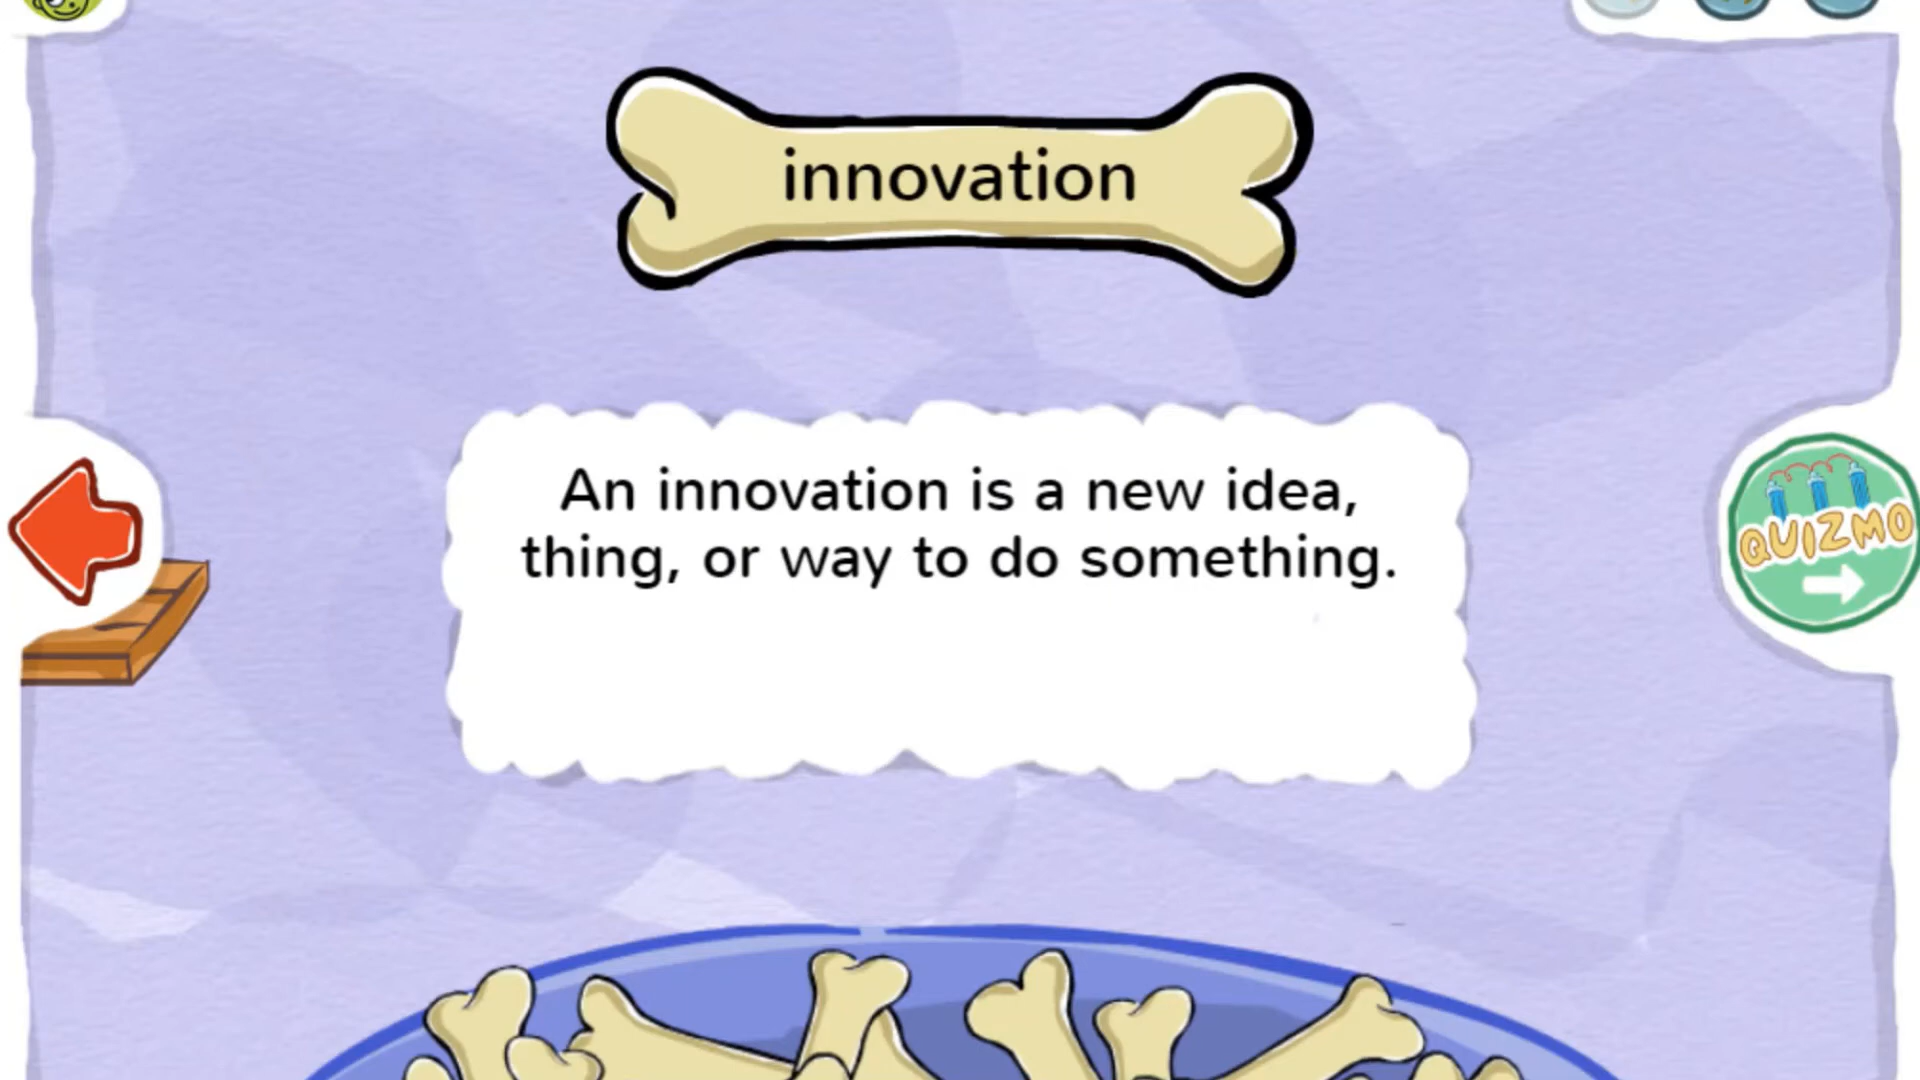 innovation
An innovation is a new idea,
thing, or way to do something.
QUIZMO